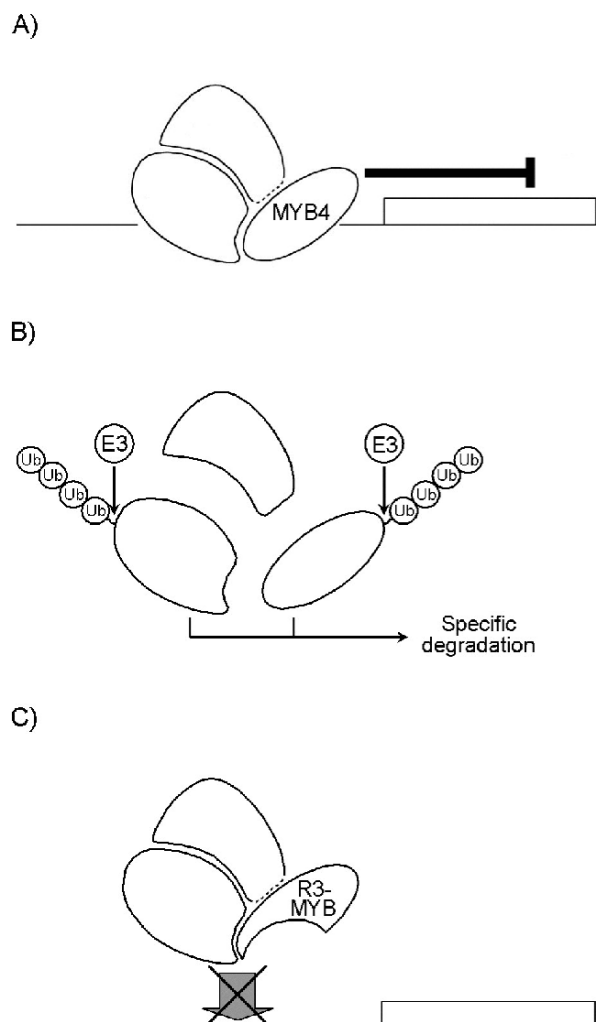 A)
MYB4
B)
E3
E3
Ub
Ub
Ub
Ub
Ub
Ub
Ub
Ub
Specific
degradation
C)
R3-
MYB